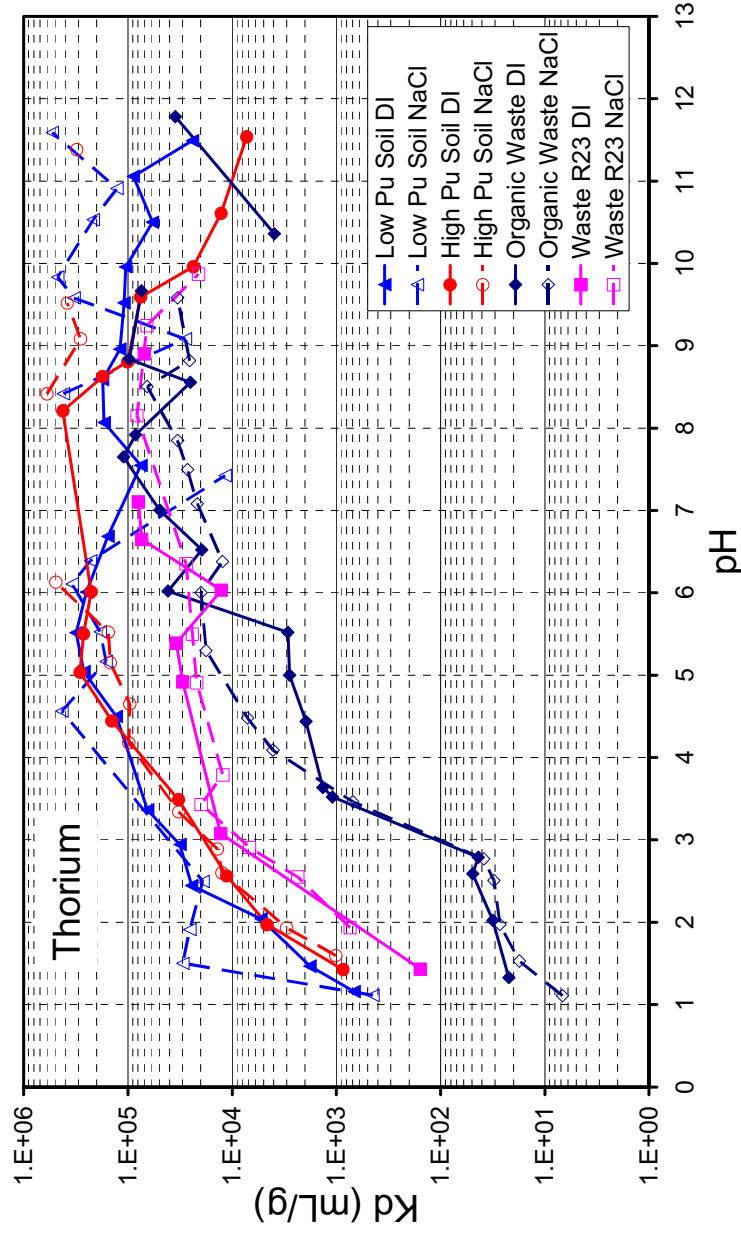 Thorium
Kd (mL/g)
1.E+06
1.E+05
1.E+04
1.E+03
1.E+02
1.E+01
1.E+00
0 1 2 3 4 5 6 7 8 9 10 11 12 13
pH
Low Pu Soil DI
Low Pu Soil NaCl
High Pu Soil DI
High Pu Soil NaCl
Organic Waste DI
Organic Waste NaCl
Waste R23 DI
Waste R23 NaCl